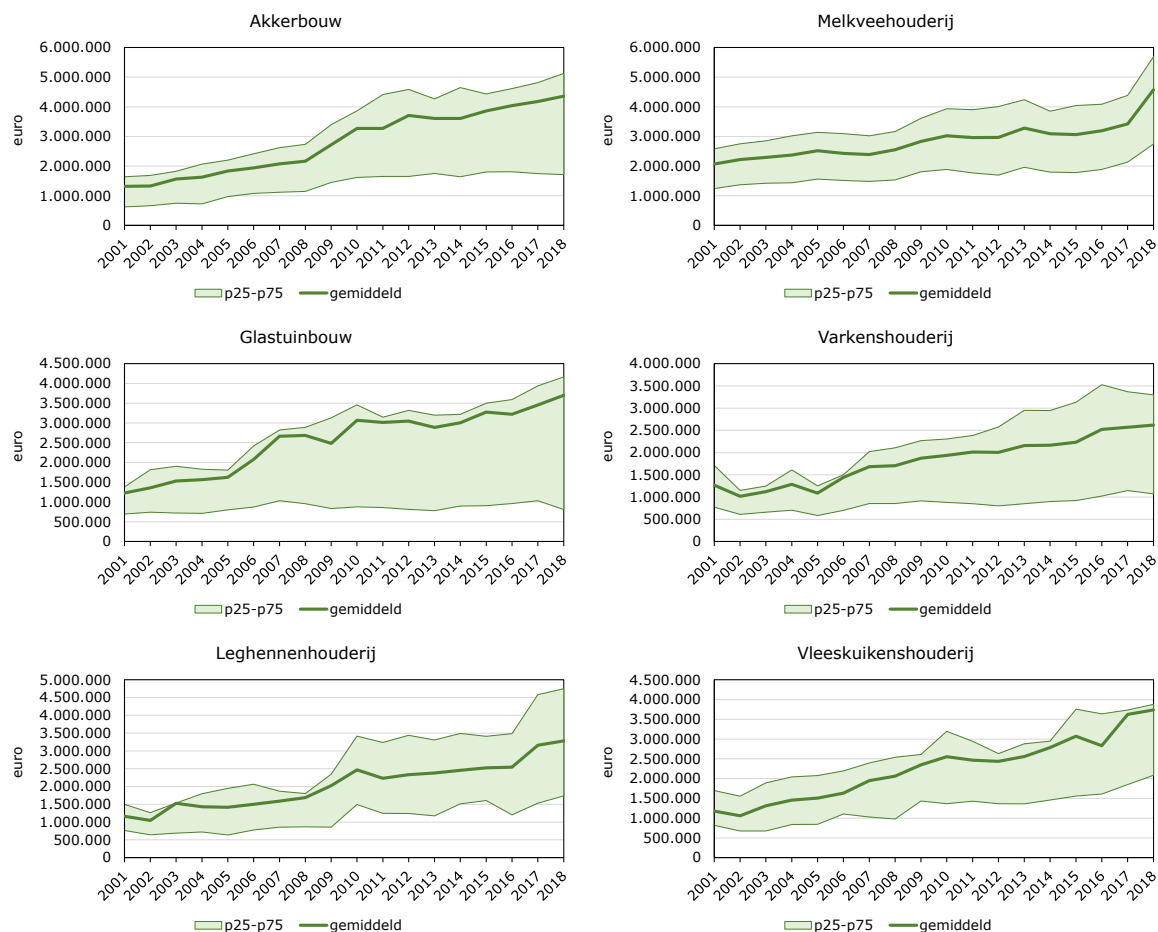 Akkerbouw
6.000.000
5.000.000
4.000.000
3.000.000
2.000.000
1.000.000
0
euro
2001 2002 2003 2004 2005 2006 2007 2008 2009 2010 2011 2012 2013 2014 2015 2016 2017 2018
p25-p75 gemiddeld
Melkveehouderij
6.000.000
5.000.000
4.000.000
3.000.000
2.000.000
1.000.000
0
euro
2001 2002 2003 2004 2005 2006 2007 2008 2009 2010 2011 2012 2013 2014 2015 2016 2017 2018
p25-p75 gemiddeld
Glastuinbouw
4.500.000
4.000.000
3.500.000
3.000.000
2.500.000
2.000.000
1.500.000
1.000.000
500.000
0
euro
2001 2002 2003 2004 2005 2006 2007 2008 2009 2010 2011 2012 2013 2014 2015 2016 2017 2018
p25-p75 gemiddeld
Varkenshouderij
4.000.000
3.500.000
3.000.000
2.500.000
2.000.000
1.500.000
1.000.000
500.000
0
euro
2001 2002 2003 2004 2005 2006 2007 2008 2009 2010 2011 2012 2013 2014 2015 2016 2017 2018
p25-p75 gemiddeld
Leghennenhouderij
5.000.000
4.500.000
4.000.000
3.500.000
3.000.000
2.500.000
2.000.000
1.500.000
1.000.000
500.000
0
euro
2001 2002 2003 2004 2005 2006 2007 2008 2009 2010 2011 2012 2013 2014 2015 2016 2017 2018
p25-p75 gemiddeld
Vleeskuikenshouderij
4.500.000
4.000.000
3.500.000
3.000.000
2.500.000
2.000.000
1.500.000
1.000.000
500.000
0
euro
2001 2002 2003 2004 2005 2006 2007 2008 2009 2010 2011 2012 2013 2014 2015 2016 2017 2018
p25-p75 gemiddeld